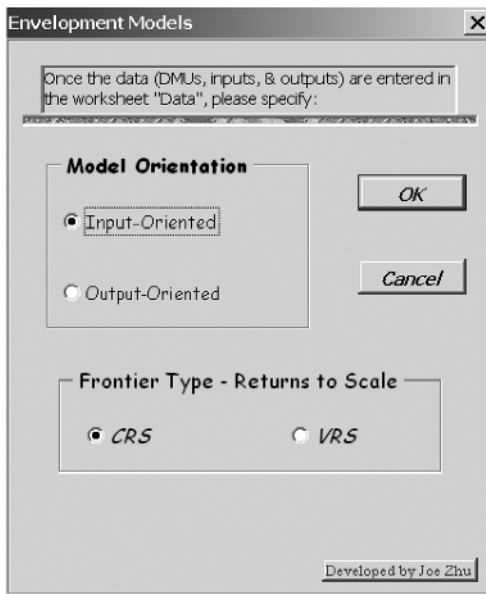 Envelopment Models
Once the data (DMUs, inputs, & outputs) are entered in
the worksheet "Data", please specify:
Model Orientation
Input-Oriented
Output-Oriented
OK
Cancel
Frontier Type - Returns to Scale
CRS
VRS
Developed by Joe Zhu